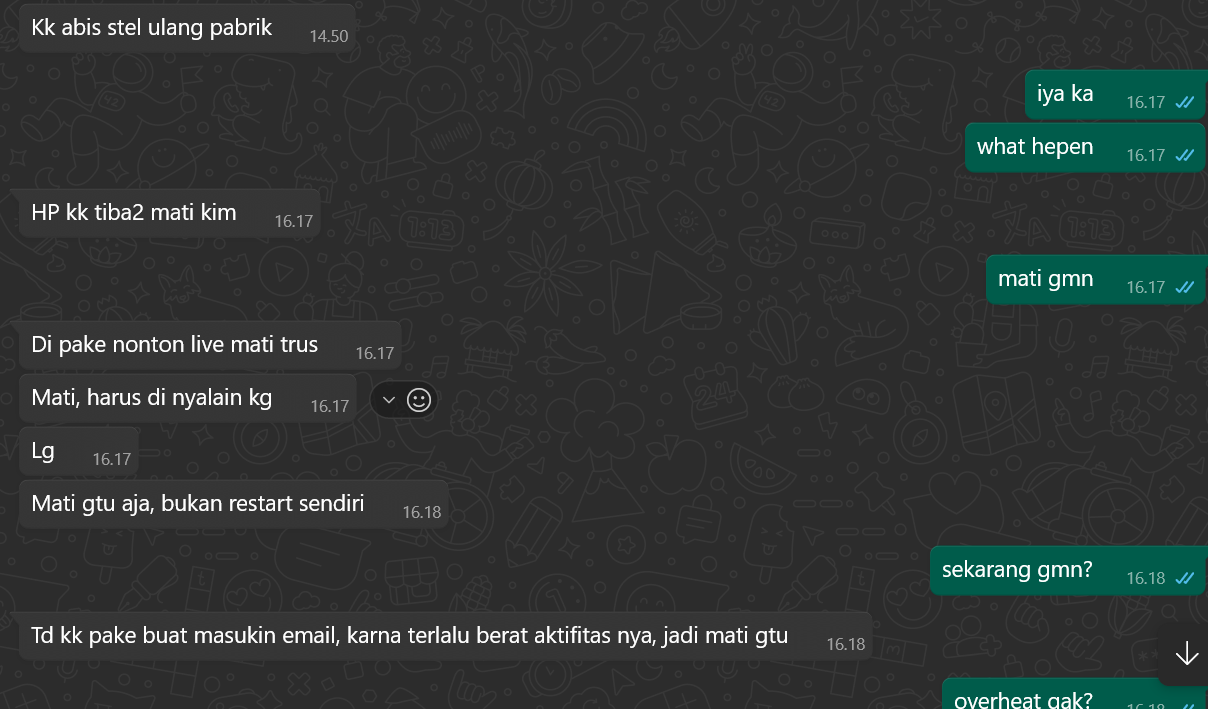 Kk abis stel ulang pabrik 14.50
iya ka 16.17
what hepen 16.17
HP kk tiba2 mati kim 16.17
mati gmn 16.17
Di pake nonton live mati trus 16.17
Mati, harus di nyalain kg 16.17
Lg 16.17
Mati gtu aja, bukan restart sendiri 16.18
sekarang gmn? 16.18
Td kk pake buat masukin email, karna terlalu berat aktifitas nya, jadi mati gtu 16.18
overheat gak? 16.18